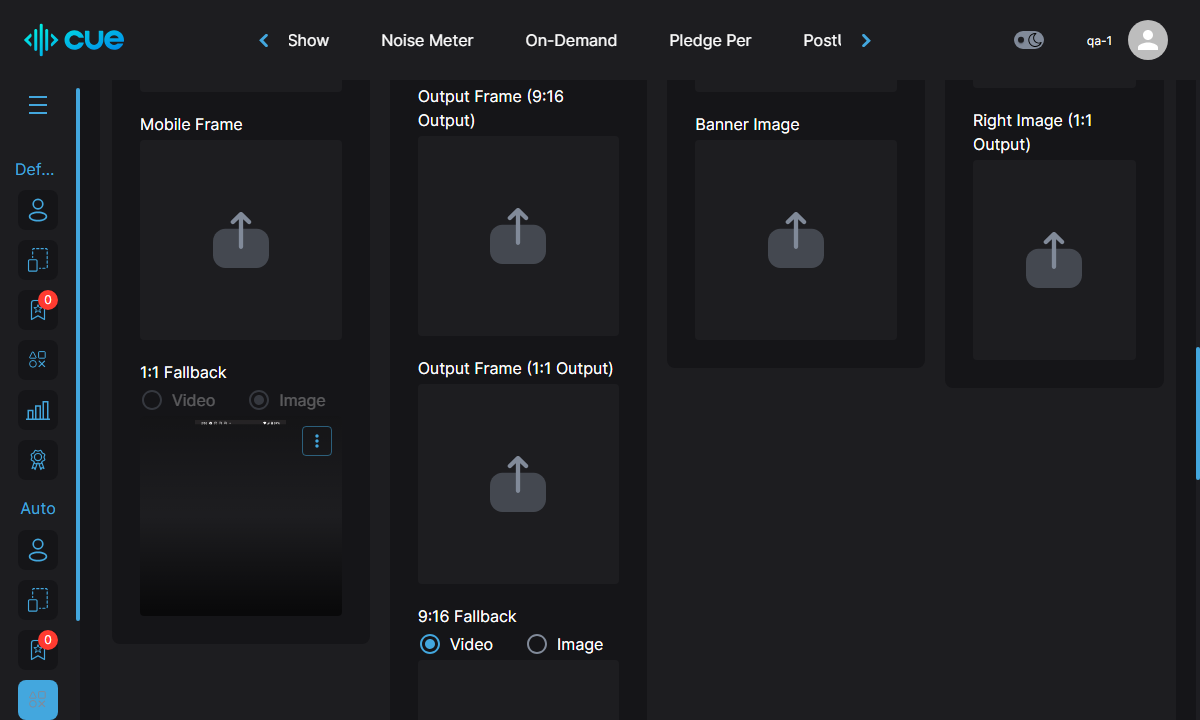 cue
Show
Noise Meter
On-Demand
Pledge Per
qa-1
Def...
0
Auto
0
Mobile Frame
1:1 Fallback
Video
Image
Output Frame (9:16
Output)
Output Frame (1:1 Output)
9:16 Fallback
Video
Image
Banner Image
Right Image (1:1
Output)